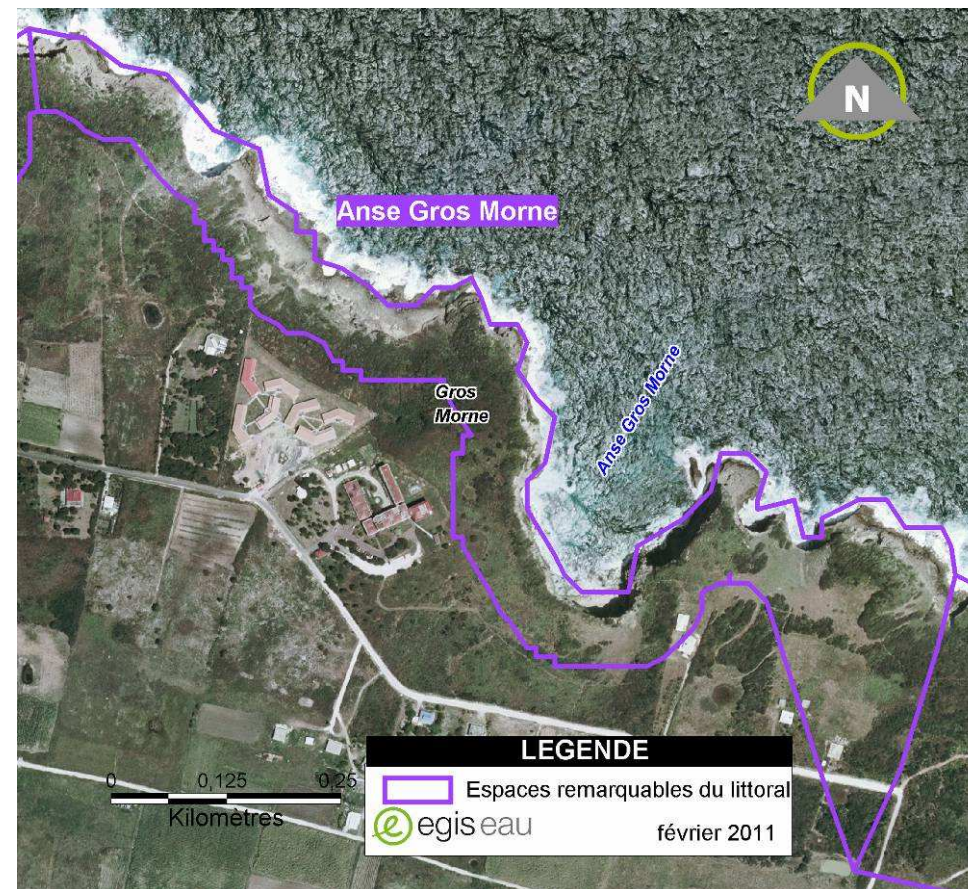 N
Anse Gros Morne
Anse Gros Morne
Gros
Morne
LEGENDE
Espaces remarquables du littoral
egis eau
février 2011
0 0,125 0,25
Kilomètres